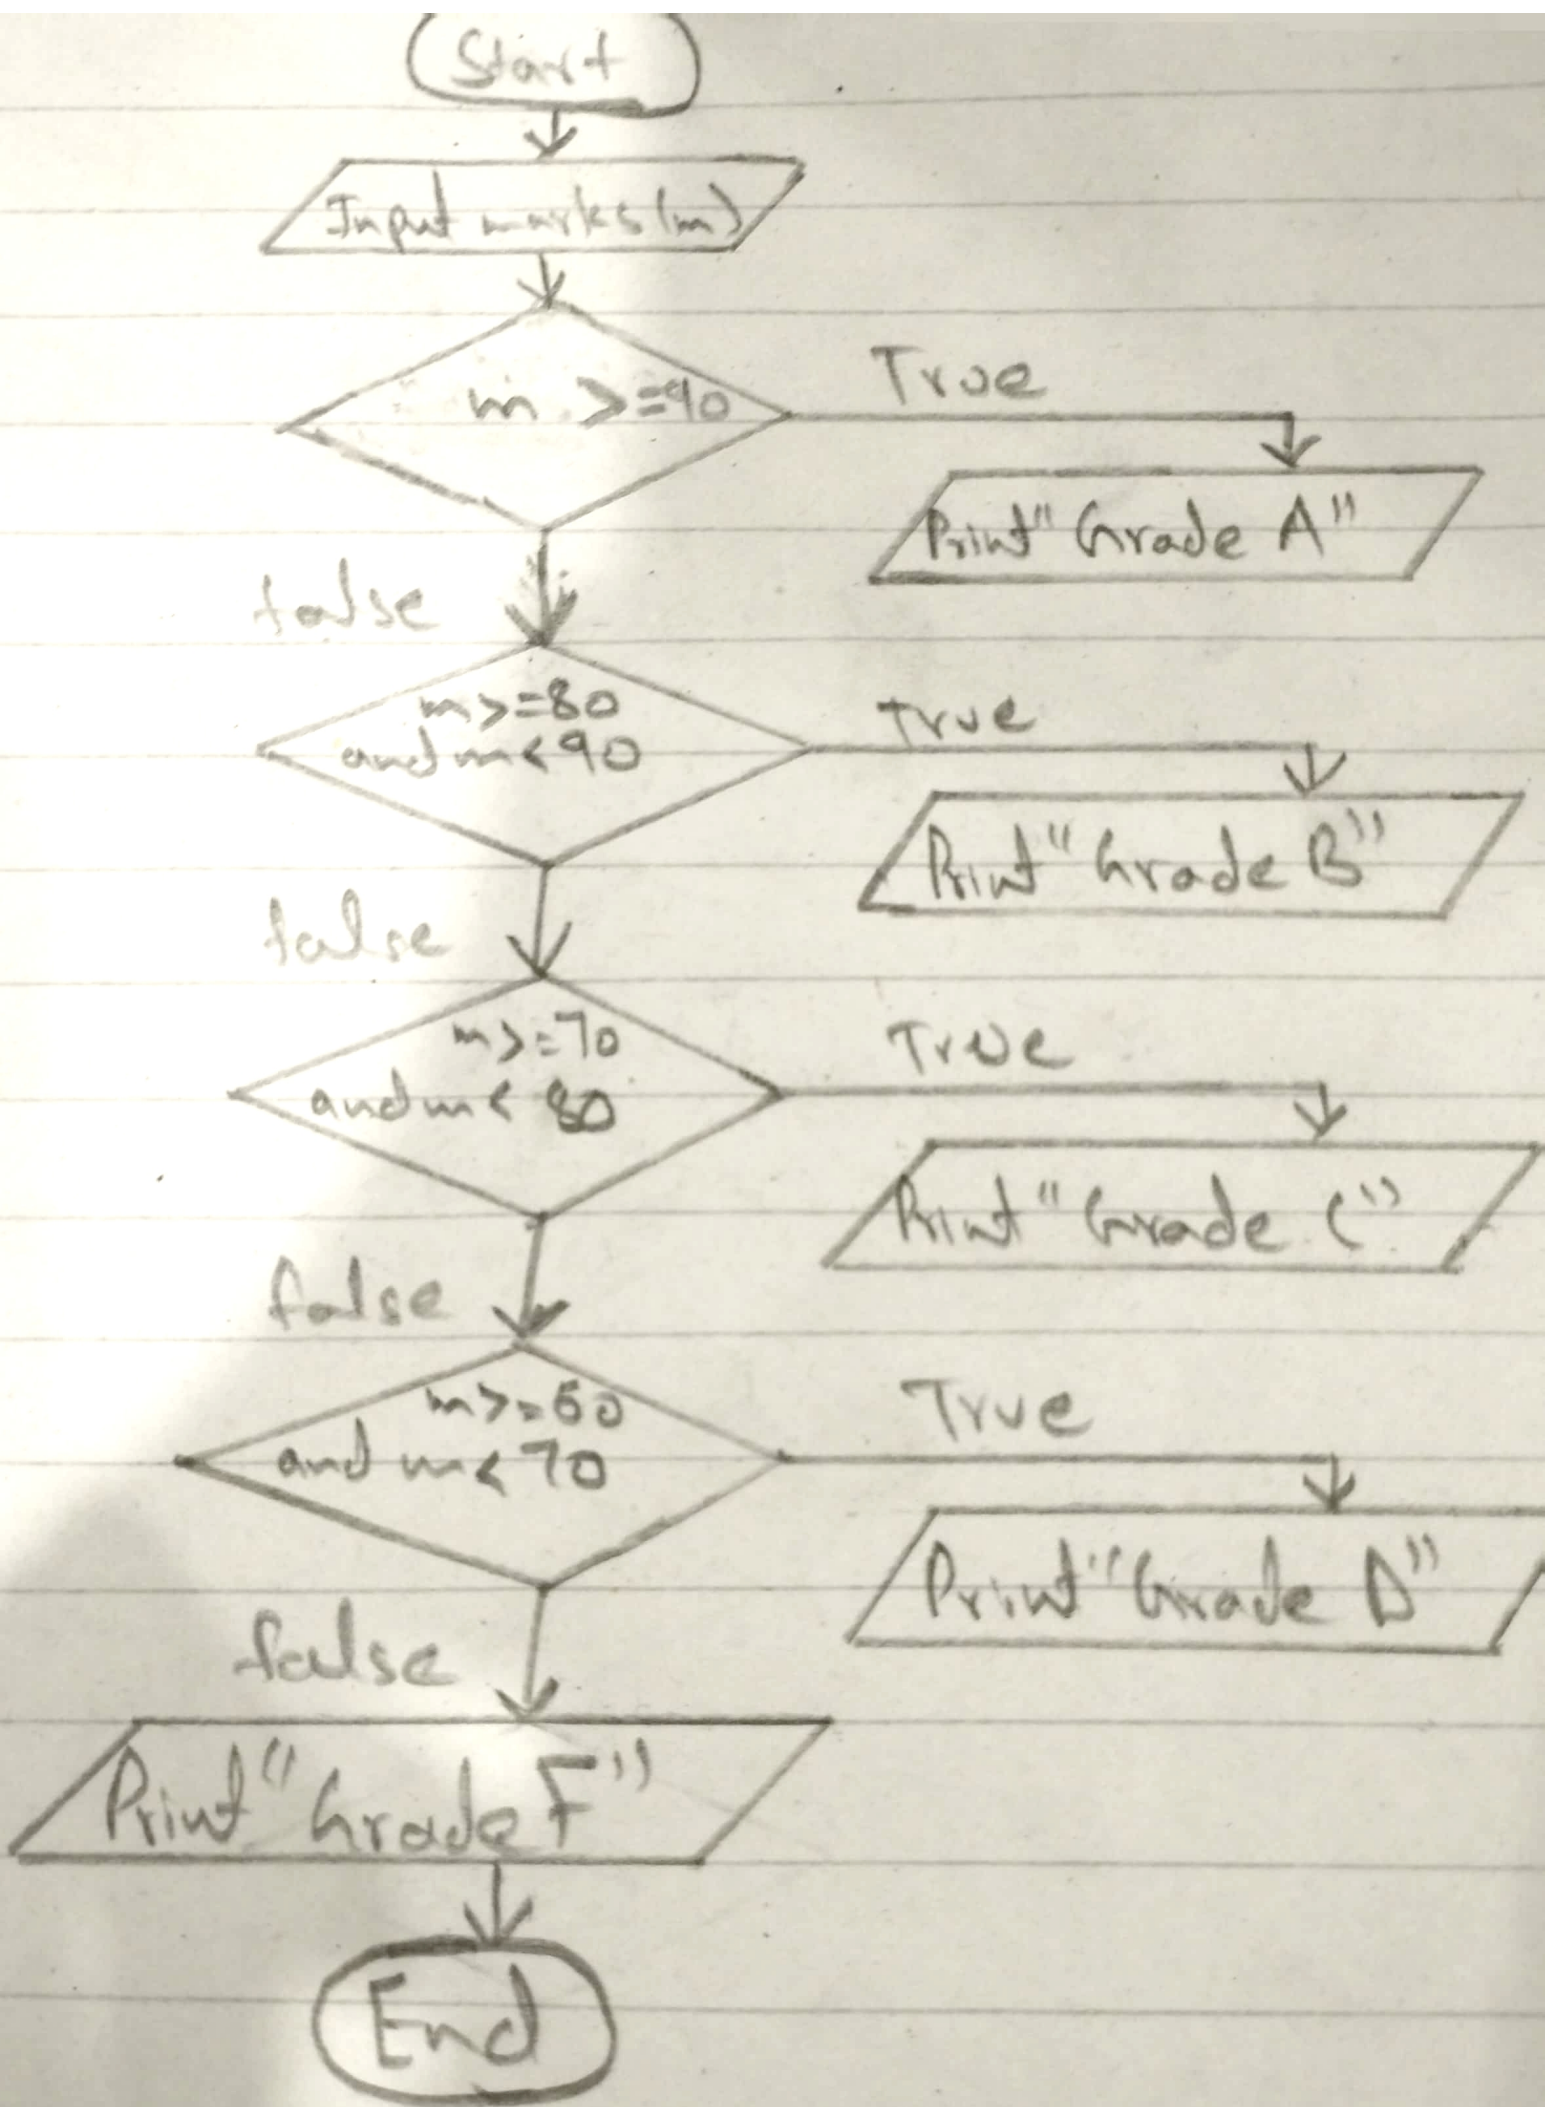 Start
Input marks (m)
m >=90
True
Print "Grade A"
false
m>=80
and m<90
True
Print "Grade B"
false
m>=70
and m< 80
True
Print "Grade C"
false
m>=60
and m<70
True
Print "Grade D"
false
Print "Grade F"
End